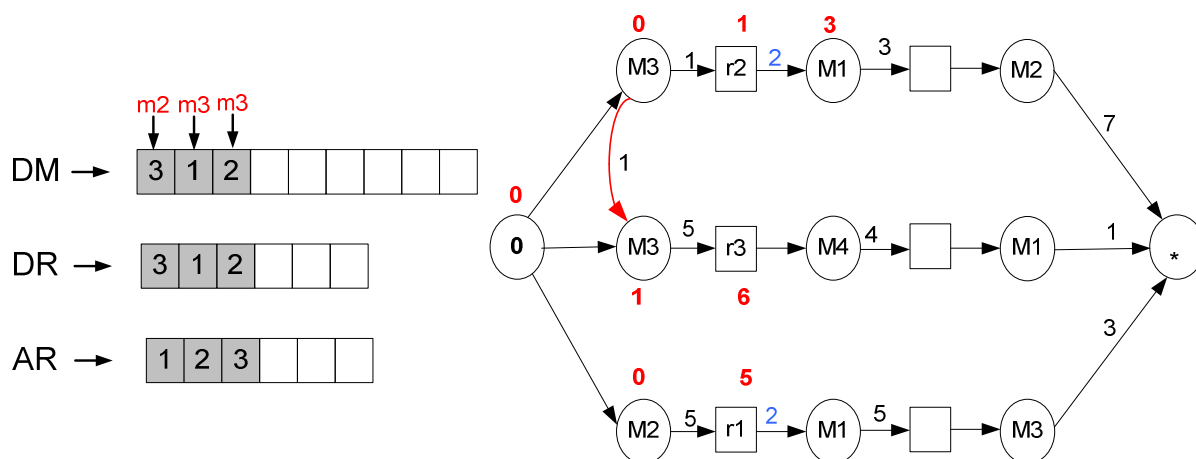 m2 m3 m3
DM 3 1 2
DR 3 1 2
AR 1 2 3
0 1 3
M3 1 r2 2 M1 3 M2
7
1
0
0 M3 5 r3 M4 4 M1 1 *
1 6
3
0 5
M2 5 r1 2 M1 5 M3